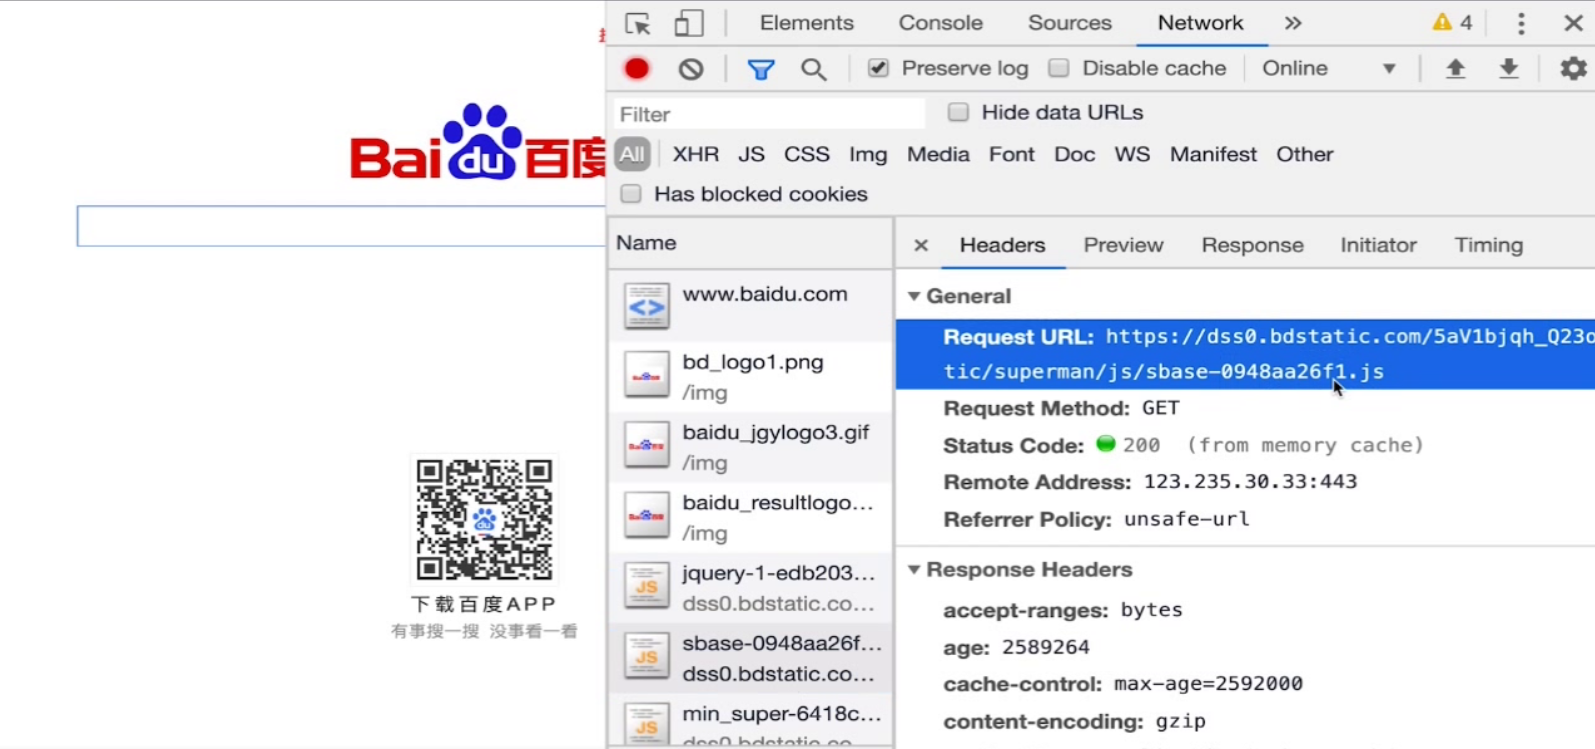 Bai du 百度
下载百度APP
有事搜一搜 没事看一看
Elements Console Sources Network » 4
Preserve log Disable cache Online
Filter Hide data URLs
All XHR JS CSS Img Media Font Doc WS Manifest Other
Has blocked cookies
Name
www.baidu.com
bd_logo1.png
/img
baidu_jgylogo3.gif
/img
baidu_resultlogo...
/img
JS jquery-1-edb203...
dss0.bdstatic.co...
JS sbase-0948aa26f...
dss0.bdstatic.co...
JS min_super-6418c...
dss0.bdstatic.co...
× Headers Preview Response Initiator Timing
General
Request URL: https://dss0.bdstatic.com/5aV1bjqh_Q23o
tic/superman/js/sbase-0948aa26f1.js
Request Method: GET
Status Code: 200 (from memory cache)
Remote Address: 123.235.30.33:443
Referrer Policy: unsafe-url
Response Headers
accept-ranges: bytes
age: 2589264
cache-control: max-age=2592000
content-encoding: gzip